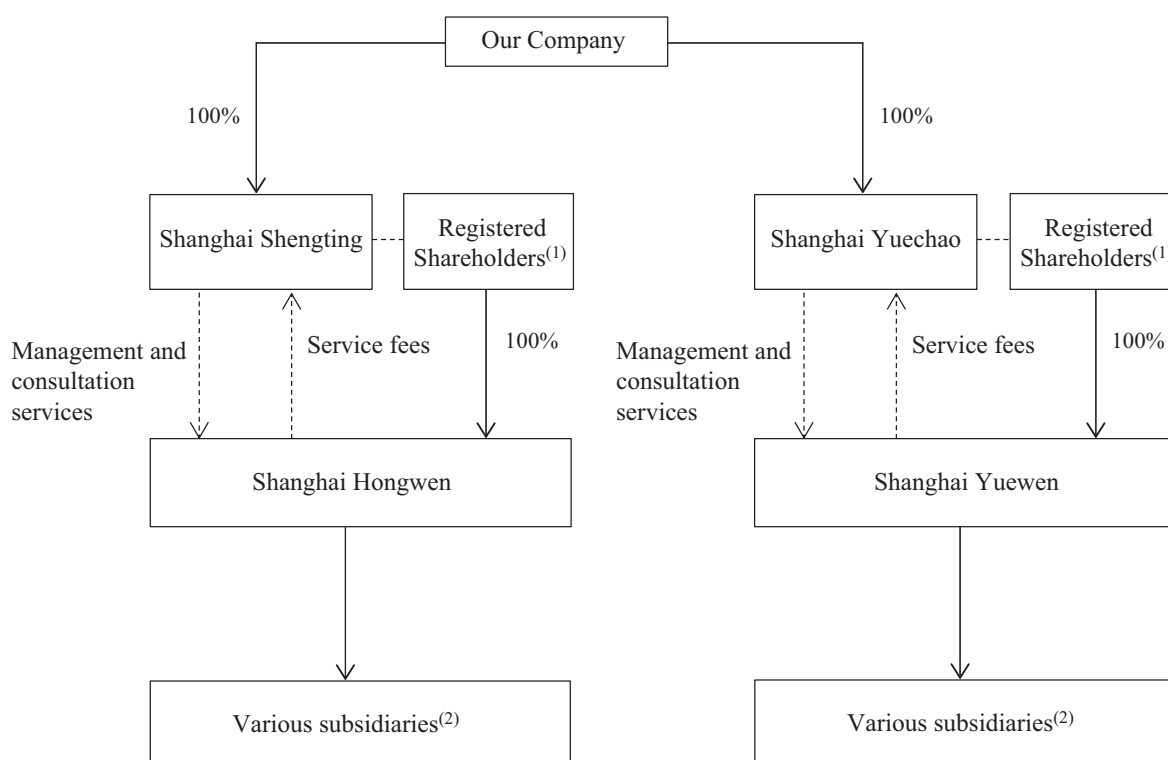 Our Company
100%
100%
Shanghai Shengting
Registered
Shareholders(1)
Shanghai Yuechao
Registered
Shareholders(1)
Management and
consultation
services
Service fees
100%
Management and
consultation
services
Service fees
100%
Shanghai Hongwen
Shanghai Yuewen
Various subsidiaries(2)
Various subsidiaries(2)